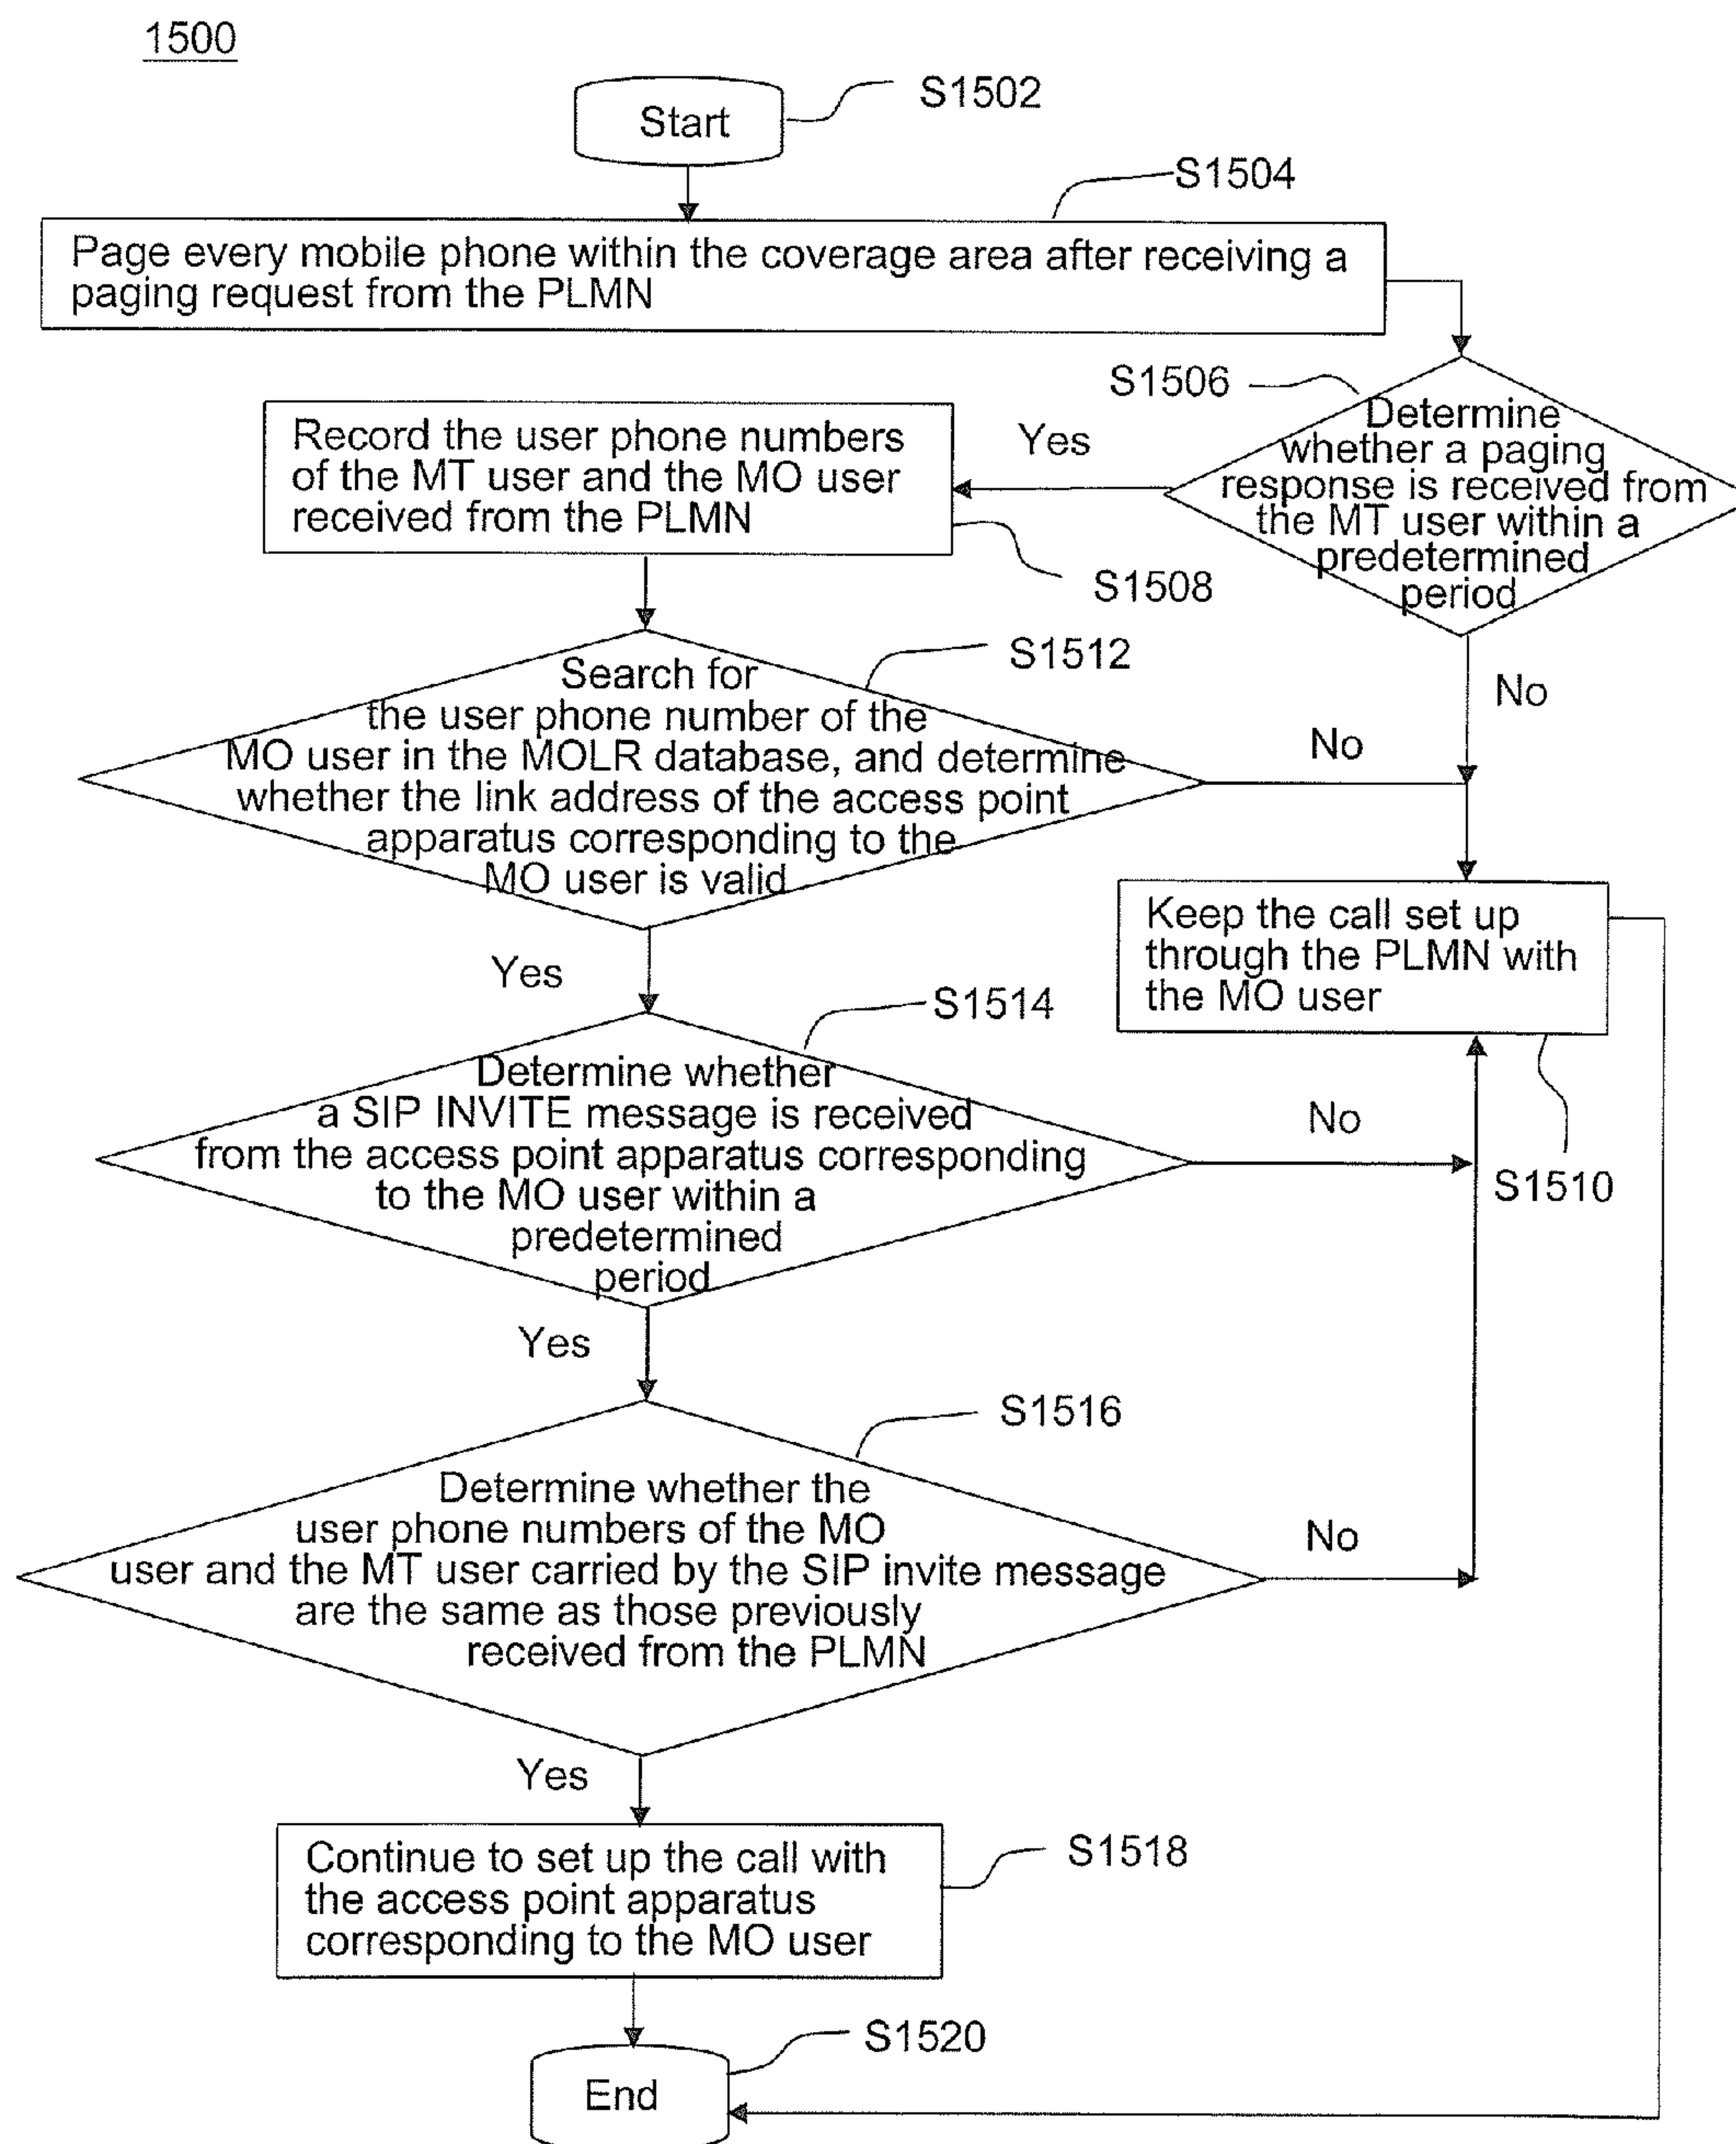 1500
Start
S1502
S1504
Page every mobile phone within the coverage area after receiving a
paging request from the PLMN
S1506
Determine
whether a paging
response is received from
the MT user within a
predetermined
period
Yes
Record the user phone numbers
of the MT user and the MO user
received from the PLMN
S1508
No
S1512
Search for
the user phone number of the
MO user in the MOLR database, and determine
whether the link address of the access point
apparatus corresponding to the
MO user is valid
No
Keep the call set up
through the PLMN with
the MO user
S1510
Yes
S1514
Determine whether
a SIP INVITE message is received
from the access point apparatus corresponding
to the MO user within a
predetermined
period
No
Yes
S1516
Determine whether the
user phone numbers of the MO
user and the MT user carried by the SIP invite message
are the same as those previously
received from the PLMN
No
Yes
Continue to set up the call with
the access point apparatus
corresponding to the MO user
S1518
S1520
End